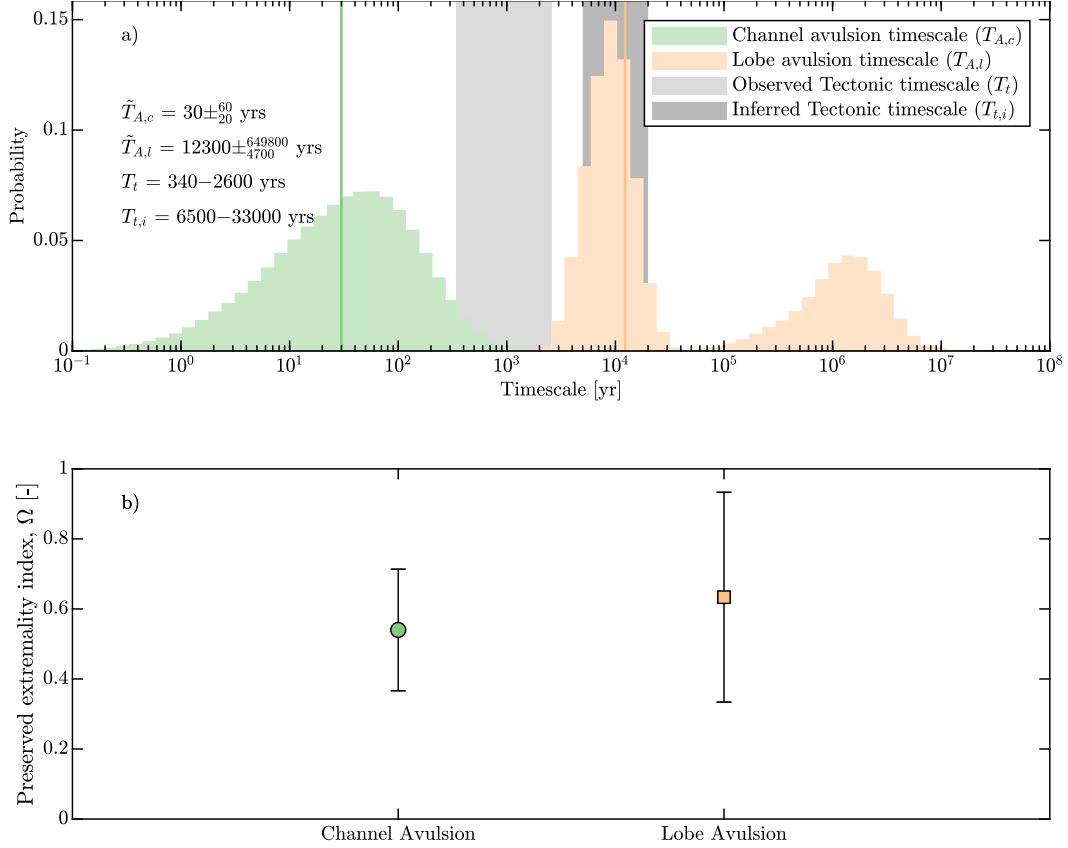 a)
Channel avulsion timescale (T_{A,c})
Lobe avulsion timescale (T_{A,l})
Observed Tectonic timescale (T_t)
Inferred Tectonic timescale (T_{t,i})
T̃_{A,c} = 30±^{60}_{20} yrs
T̃_{A,l} = 12300±^{649800}_{4700} yrs
T_t = 340−2600 yrs
T_{t,i} = 6500−33000 yrs
Probability
0.15
0.1
0.05
0
10^{−1} 10^0 10^1 10^2 10^3 10^4 10^5 10^6 10^7 10^8
Timescale [yr]
b)
Preserved extremality index, Ω [-]
1
0.8
0.6
0.4
0.2
0
Channel Avulsion Lobe Avulsion